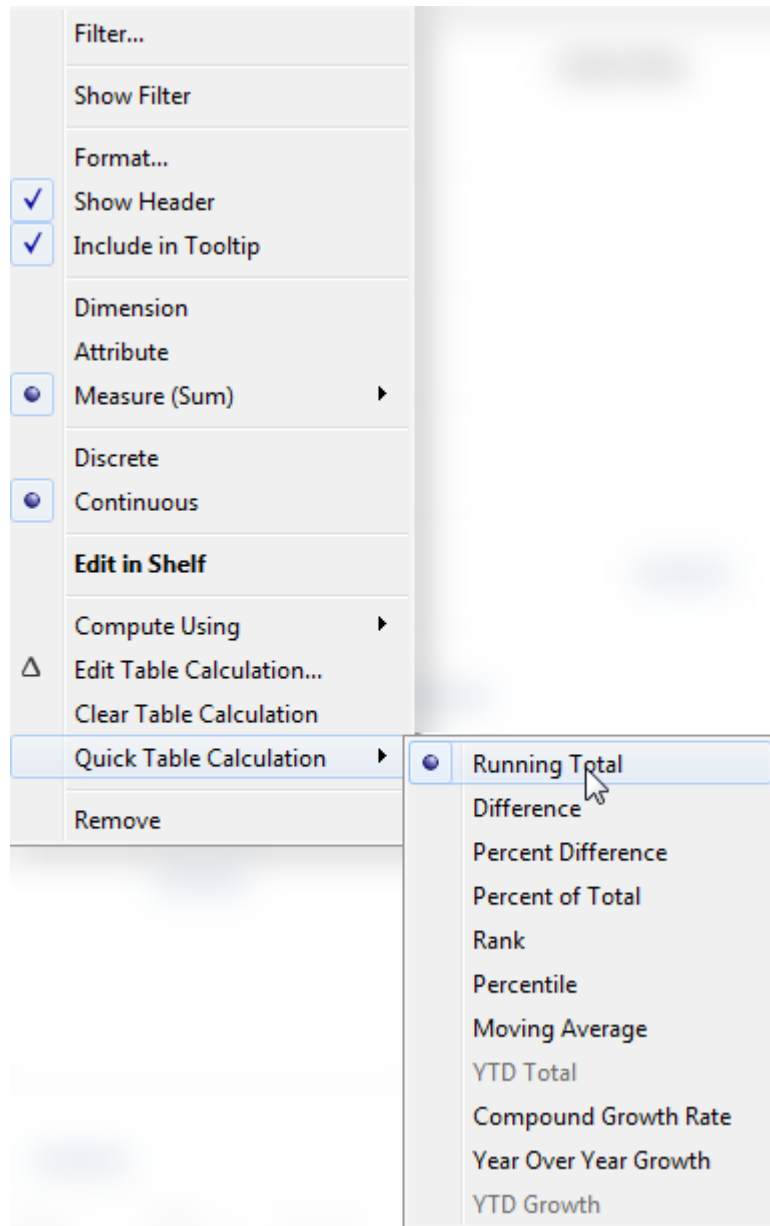 Filter...
Show Filter
Format...
Show Header
Include in Tooltip
Dimension
Attribute
Measure (Sum)
Discrete
Continuous
Edit in Shelf
Compute Using
Edit Table Calculation...
Clear Table Calculation
Quick Table Calculation
Remove
Running Total
Difference
Percent Difference
Percent of Total
Rank
Percentile
Moving Average
YTD Total
Compound Growth Rate
Year Over Year Growth
YTD Growth